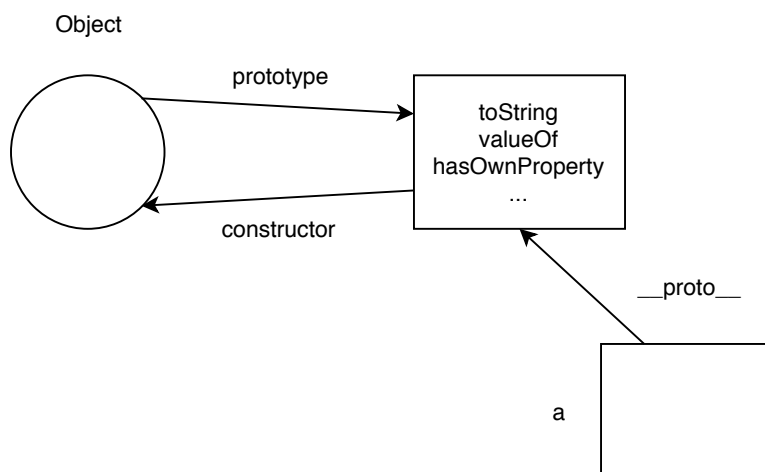 Object
prototype
toString
valueOf
hasOwnProperty
...
constructor
__proto__
a